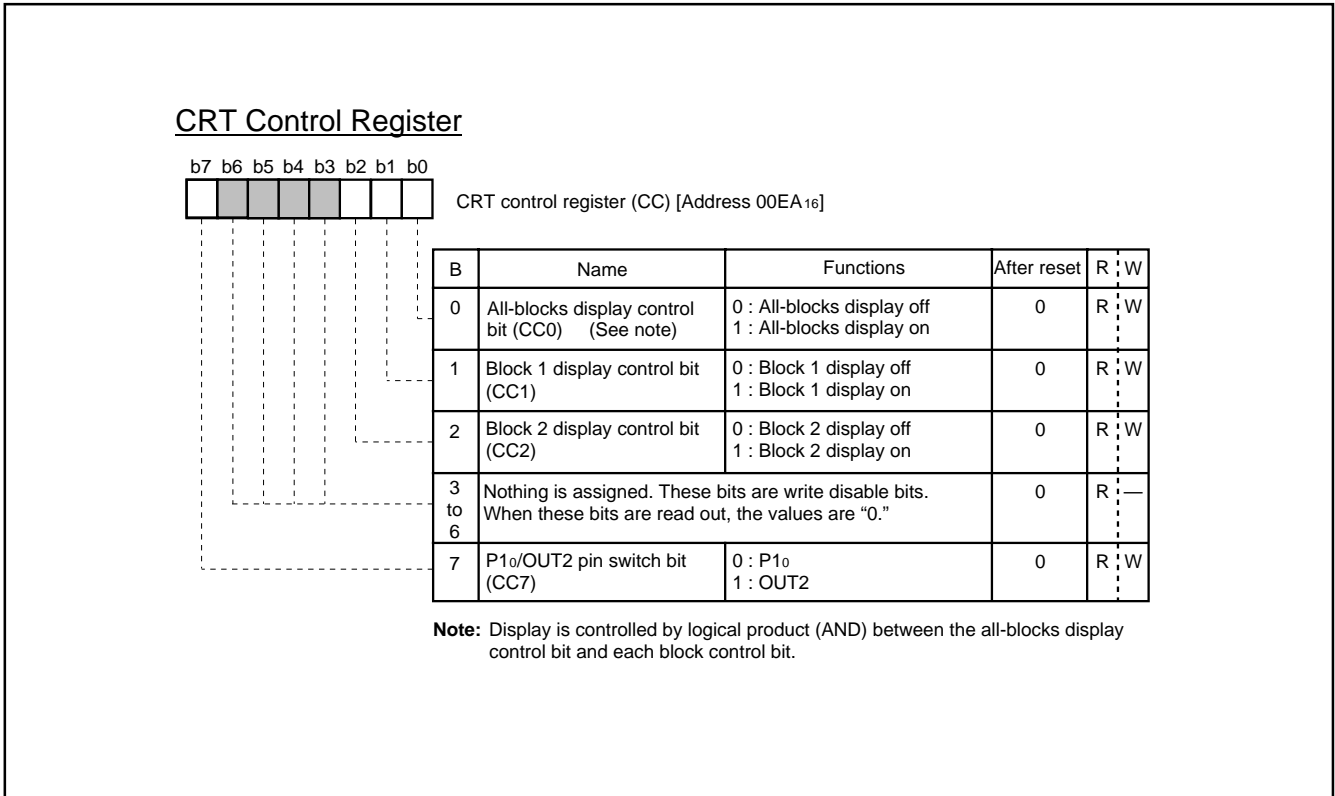 CRT Control Register
b7 b6 b5 b4 b3 b2 b1 b0
CRT control register (CC) [Address 00EA16]
B Name Functions After reset R W
0 All-blocks display control bit (CC0) (See note) 0 : All-blocks display off 1 : All-blocks display on 0 R W
1 Block 1 display control bit (CC1) 0 : Block 1 display off 1 : Block 1 display on 0 R W
2 Block 2 display control bit (CC2) 0 : Block 2 display off 1 : Block 2 display on 0 R W
3 to 6 Nothing is assigned. These bits are write disable bits. When these bits are read out, the values are “0.” 0 R —
7 P10/OUT2 pin switch bit (CC7) 0 : P10 1 : OUT2 0 R W
Note: Display is controlled by logical product (AND) between the all-blocks display
control bit and each block control bit.